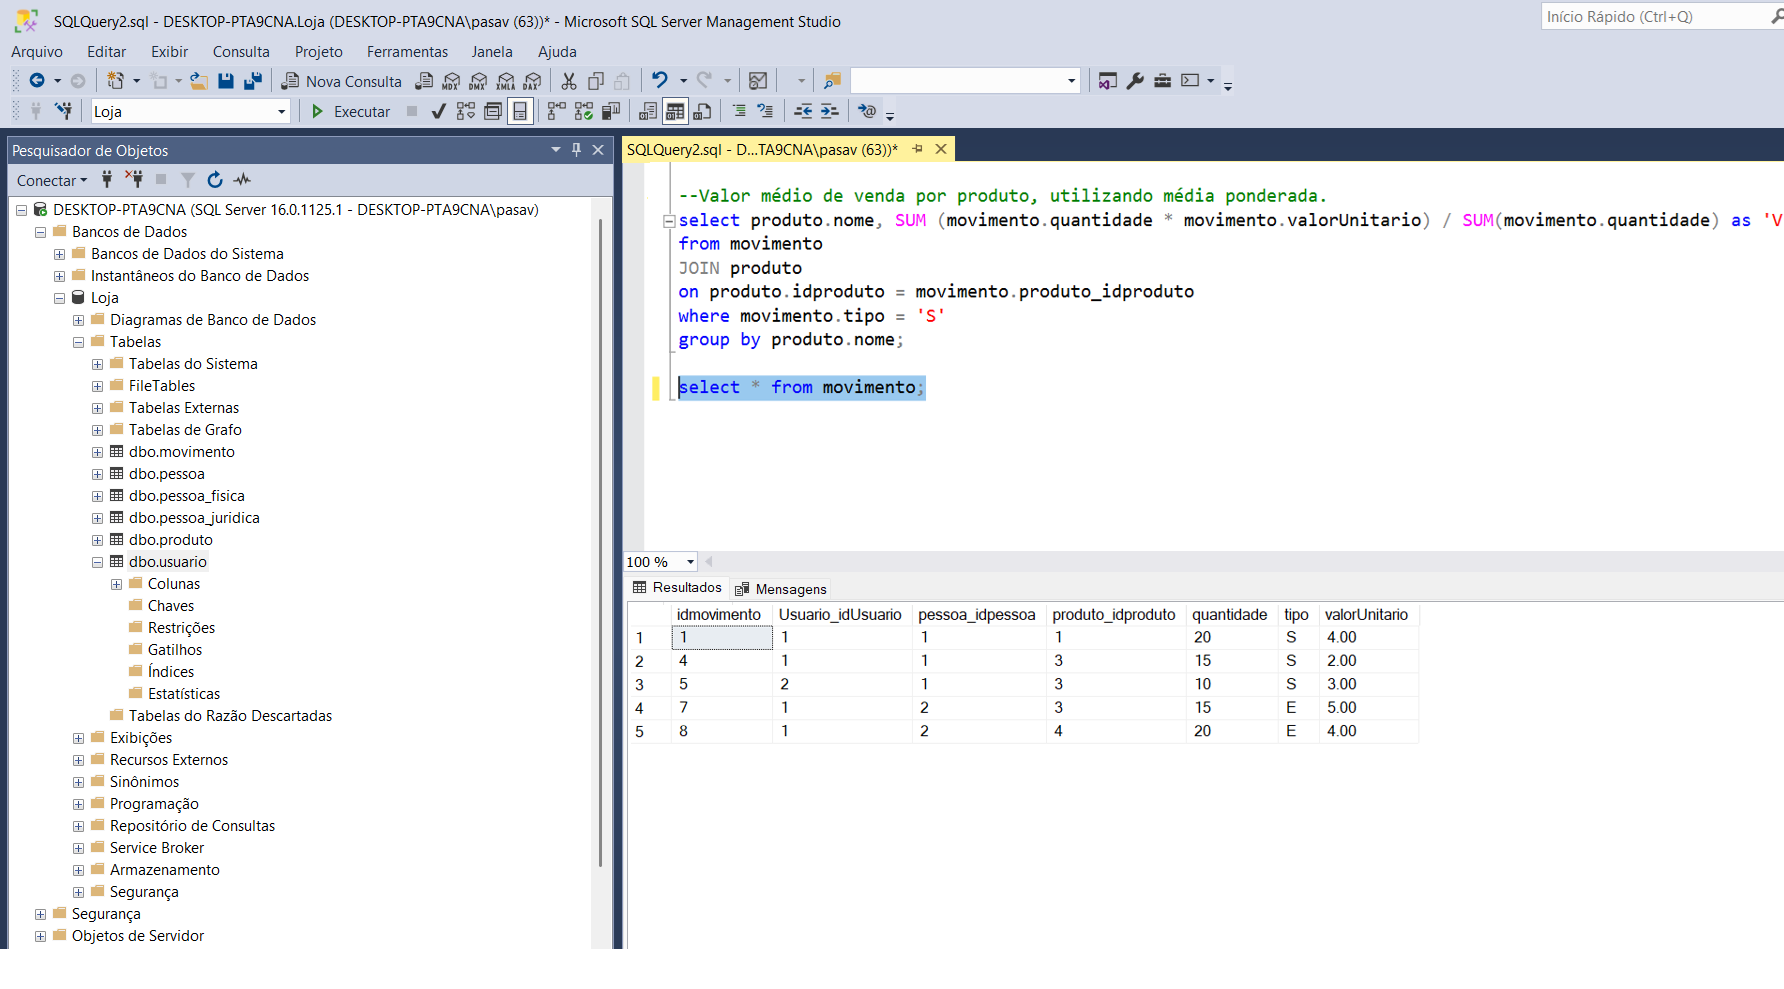 SQLQuery2.sql - DESKTOP-PTA9CNA.Loja (DESKTOP-PTA9CNA\pasav (63))* - Microsoft SQL Server Management Studio
Início Rápido (Ctrl+Q)
Arquivo Editar Exibir Consulta Projeto Ferramentas Janela Ajuda
Nova Consulta MDX DMX XMLA DAX
Loja Executar
Pesquisador de Objetos
Conectar
DESKTOP-PTA9CNA (SQL Server 16.0.1125.1 - DESKTOP-PTA9CNA\pasav)
Bancos de Dados
Bancos de Dados do Sistema
Instantâneos do Banco de Dados
Loja
Diagramas de Banco de Dados
Tabelas
Tabelas do Sistema
FileTables
Tabelas Externas
Tabelas de Grafo
dbo.movimento
dbo.pessoa
dbo.pessoa_fisica
dbo.pessoa_juridica
dbo.produto
dbo.usuario
Colunas
Chaves
Restrições
Gatilhos
Índices
Estatísticas
Tabelas do Razão Descartadas
Exibições
Recursos Externos
Sinônimos
Programação
Repositório de Consultas
Service Broker
Armazenamento
Segurança
Segurança
Objetos de Servidor
SQLQuery2.sql - D...TA9CNA\pasav (63))*
--Valor médio de venda por produto, utilizando média ponderada.
select produto.nome, SUM (movimento.quantidade * movimento.valorUnitario) / SUM(movimento.quantidade) as 'V
from movimento
JOIN produto
on produto.idproduto = movimento.produto_idproduto
where movimento.tipo = 'S'
group by produto.nome;
select * from movimento;
100 %
Resultados Mensagens
idmovimento Usuario_idUsuario pessoa_idpessoa produto_idproduto quantidade tipo valorUnitario
1 1 1 1 1 20 S 4.00
2 4 1 1 3 15 S 2.00
3 5 2 1 3 10 S 3.00
4 7 1 2 3 15 E 5.00
5 8 1 2 4 20 E 4.00